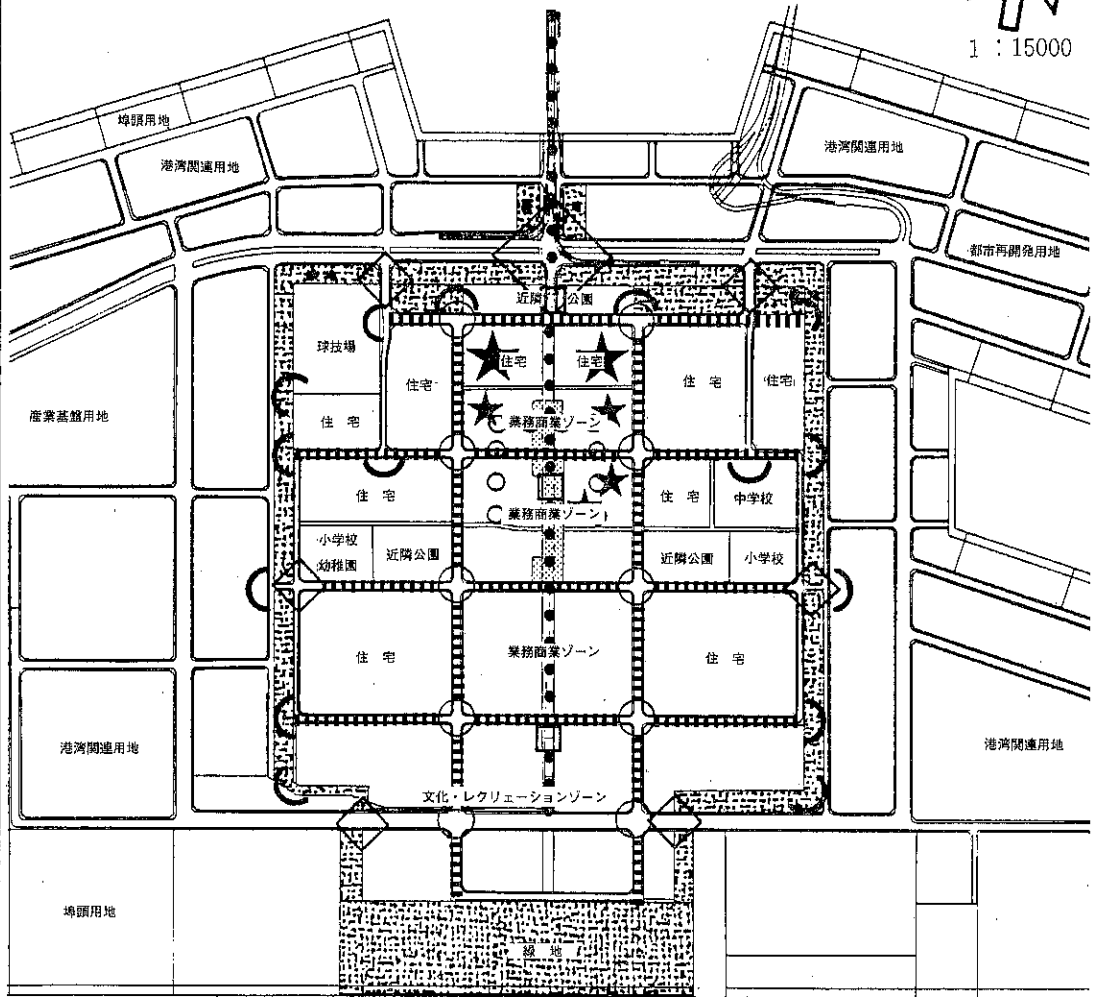 1:15000
埠頭用地
港湾関連用地
港湾関連用地
都市再開発用地
緑地
近隣公園
球技場
住宅
住宅
住宅
住宅
住宅
産業基盤用地
住宅
業務商業ゾーン
住宅
住宅
中学校
業務商業ゾーン
小学校
幼稚園
近隣公園
近隣公園
小学校
住宅
業務商業ゾーン
住宅
港湾関連用地
港湾関連用地
文化・レクリェーションゾーン
埠頭用地
緑地